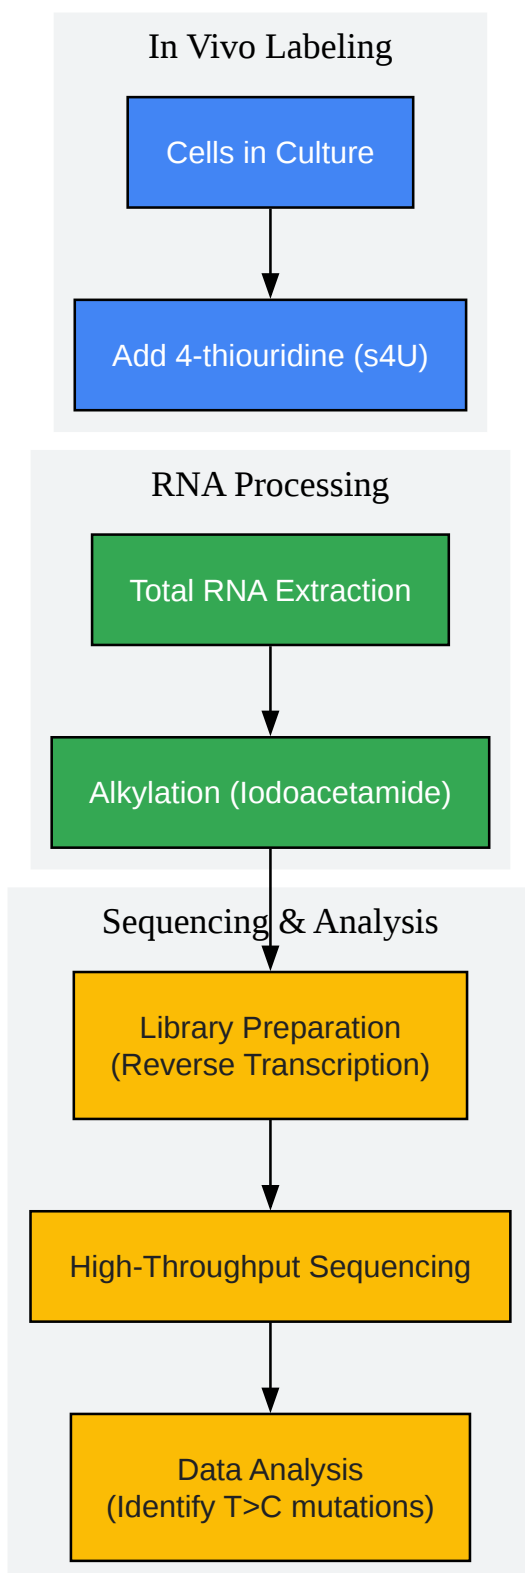 In Vivo Labeling
Cells in Culture
Add 4-thiouridine (s4U)
RNA Processing
Total RNA Extraction
Alkylation (Iodoacetamide)
Sequencing & Analysis
Library Preparation
(Reverse Transcription)
High-Throughput Sequencing
Data Analysis
(Identify T>C mutations)